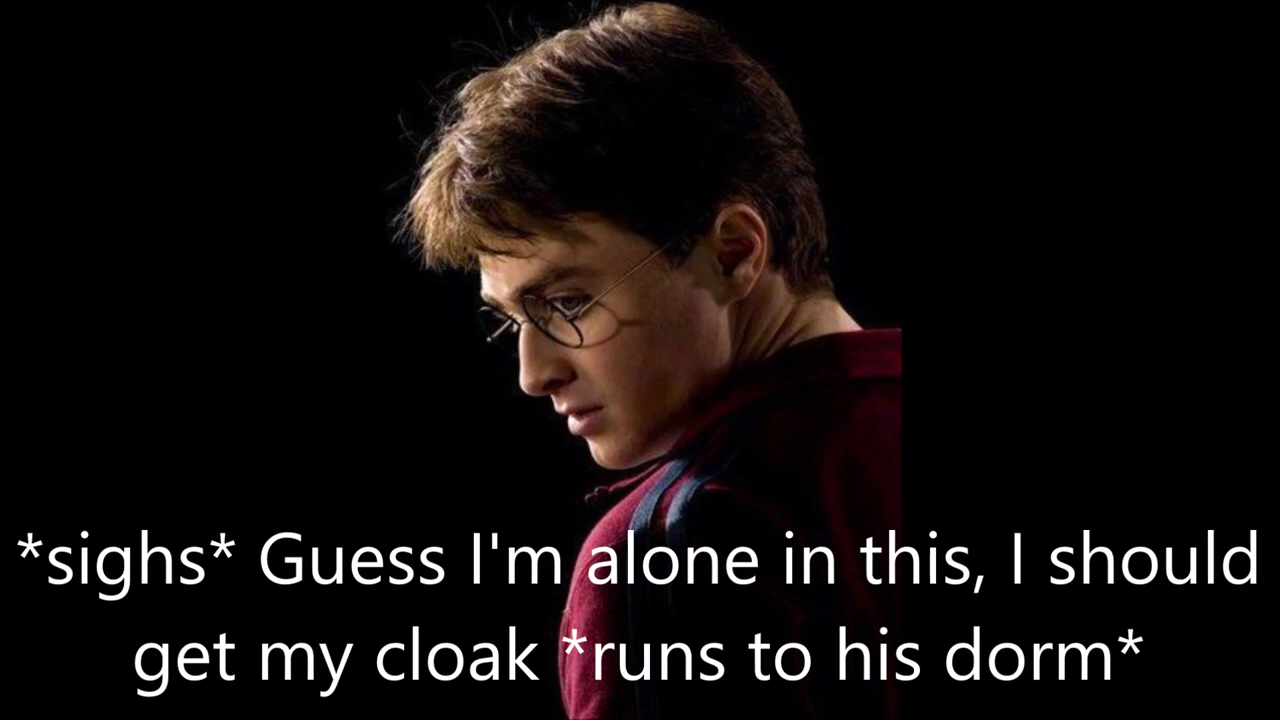 *sighs* Guess I'm alone in this, I should
get my cloak *runs to his dorm*